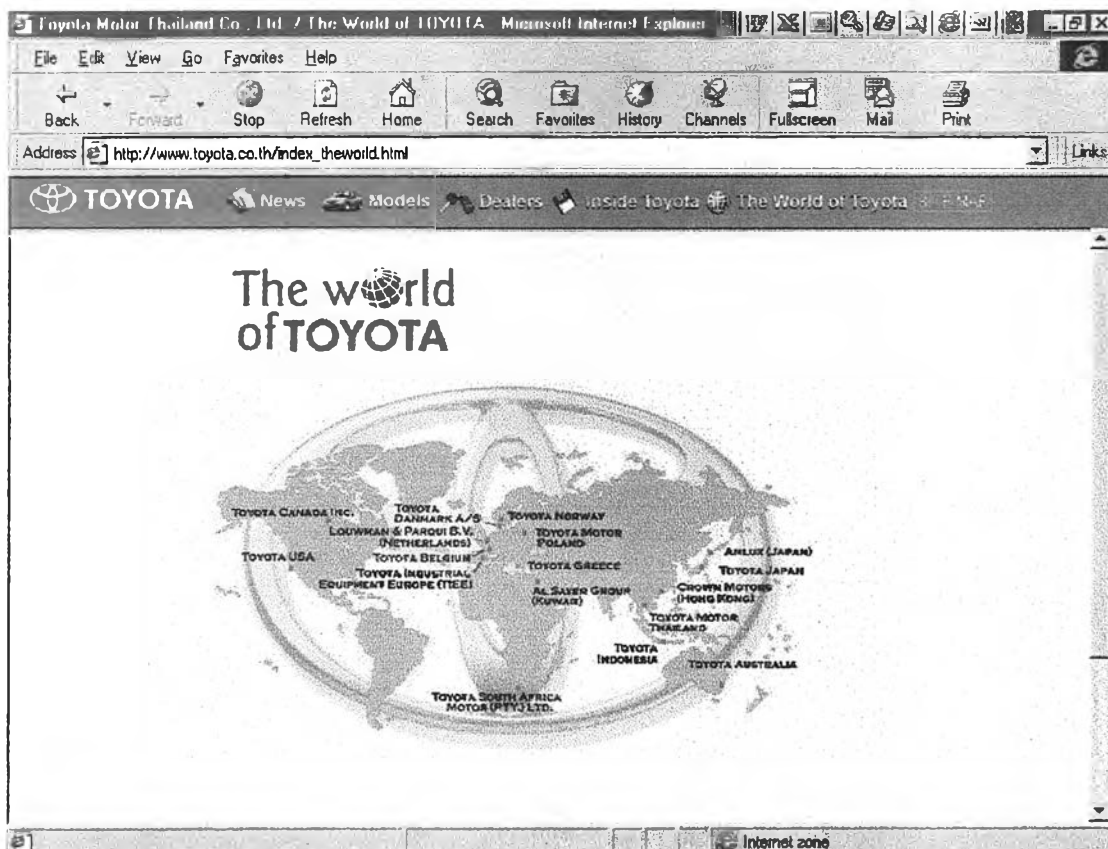 Toyota Motor Thailand Co., Ltd. / The World of TOYOTA - Microsoft Internet Explorer
File Edit View Go Favorites Help
Back Forward Stop Refresh Home Search Favorites History Channels Fullscreen Mail Print
Address http://www.toyota.co.th/index_theworld.html Links
TOYOTA News Models Dealers Inside Toyota The World of Toyota
The world
of TOYOTA
TOYOTA CANADA INC.
TOYOTA
DANMARK A/S
TOYOTA NORWAY
LOUWMAN & PARQUI B.V.
(NETHERLANDS)
TOYOTA MOTOR
POLAND
TOYOTA USA
TOYOTA BELGIUM
ANLUX (JAPAN)
TOYOTA GREECE
TOYOTA JAPAN
TOYOTA INDUSTRIAL
EQUIPMENT EUROPE (TIEE)
AL SAYER GROUP
(KUWAIT)
CROWN MOTORS
(HONG KONG)
TOYOTA MOTOR
THAILAND
TOYOTA
INDONESIA
TOYOTA AUSTRALIA
TOYOTA SOUTH AFRICA
MOTOR (PTY.) LTD.
Internet zone